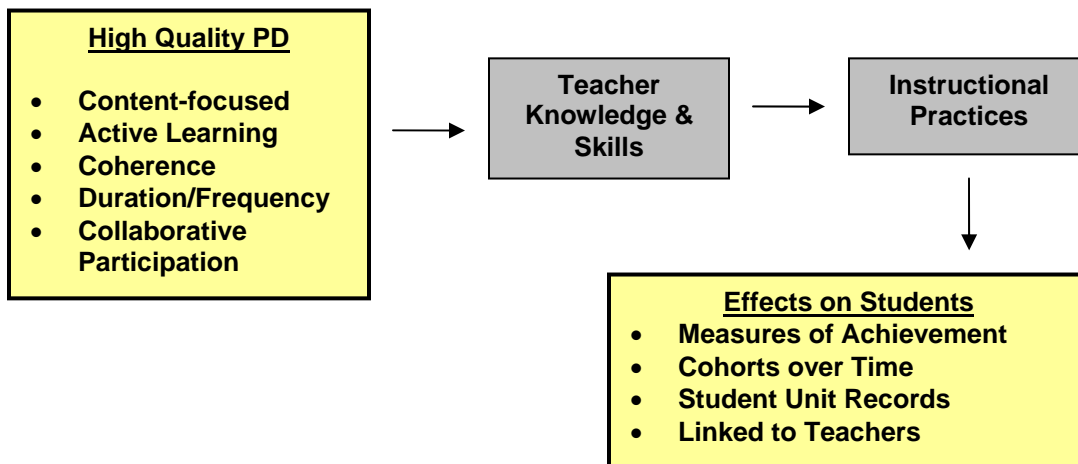 High Quality PD
• Content-focused
• Active Learning
• Coherence
• Duration/Frequency
• Collaborative
Participation
Teacher
Knowledge &
Skills
Instructional
Practices
Effects on Students
• Measures of Achievement
• Cohorts over Time
• Student Unit Records
• Linked to Teachers